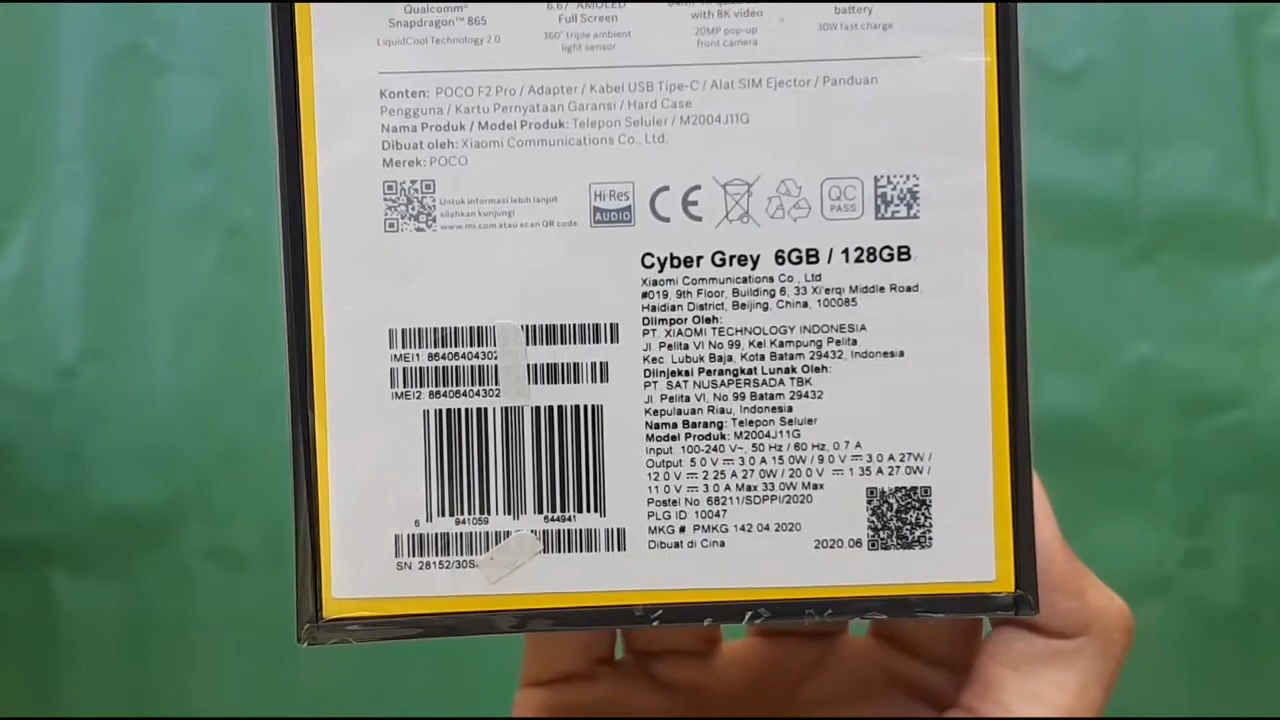 Qualcomm®
Snapdragon™ 865
LiquidCool Technology 2.0
6.67" AMOLED
Full Screen
360° triple ambient
light sensor
with 8K video
20MP pop-up
front camera
battery
30W fast charge
Konten: POCO F2 Pro / Adapter / Kabel USB Tipe-C / Alat SIM Ejector / Panduan
Pengguna / Kartu Pernyataan Garansi / Hard Case
Nama Produk / Model Produk: Telepon Seluler / M2004J11G
Dibuat oleh: Xiaomi Communications Co., Ltd.
Merek: POCO
Untuk informasi lebih lanjut
silahkan kunjungi
www.mi.com atau scan QR code
Hi-Res
AUDIO
CE
QC
PASS
Cyber Grey 6GB / 128GB
Xiaomi Communications Co., Ltd
#019, 9th Floor, Building 6, 33 Xi'erqi Middle Road,
Haidian District, Beijing, China, 100085
Diimpor Oleh:
PT. XIAOMI TECHNOLOGY INDONESIA
Jl. Pelita VI No.99, Kel Kampung Pelita,
Kec. Lubuk Baja, Kota Batam 29432, Indonesia
Diinjeksi Perangkat Lunak Oleh:
PT. SAT NUSAPERSADA TBK
Jl. Pelita VI, No 99 Batam 29432
Kepulauan Riau, Indonesia
Nama Barang: Telepon Seluler
Model Produk: M2004J11G
Input: 100-240 V~, 50 Hz / 60 Hz, 0.7 A
Output: 5.0 V⎓3.0 A 15.0W / 9.0 V⎓3.0 A 27W /
12.0 V⎓2.25 A 27.0W / 20.0 V⎓1.35 A 27.0W /
11.0 V⎓3.0 A Max 33.0W Max
Postel No. 68211/SDPPI/2020
PLG ID: 10047
MKG # PMKG.142.04.2020
Dibuat di Cina
2020.06
IMEI1: 86406404302
IMEI2: 86406404302
6 941059 644941
SN: 28152/30S